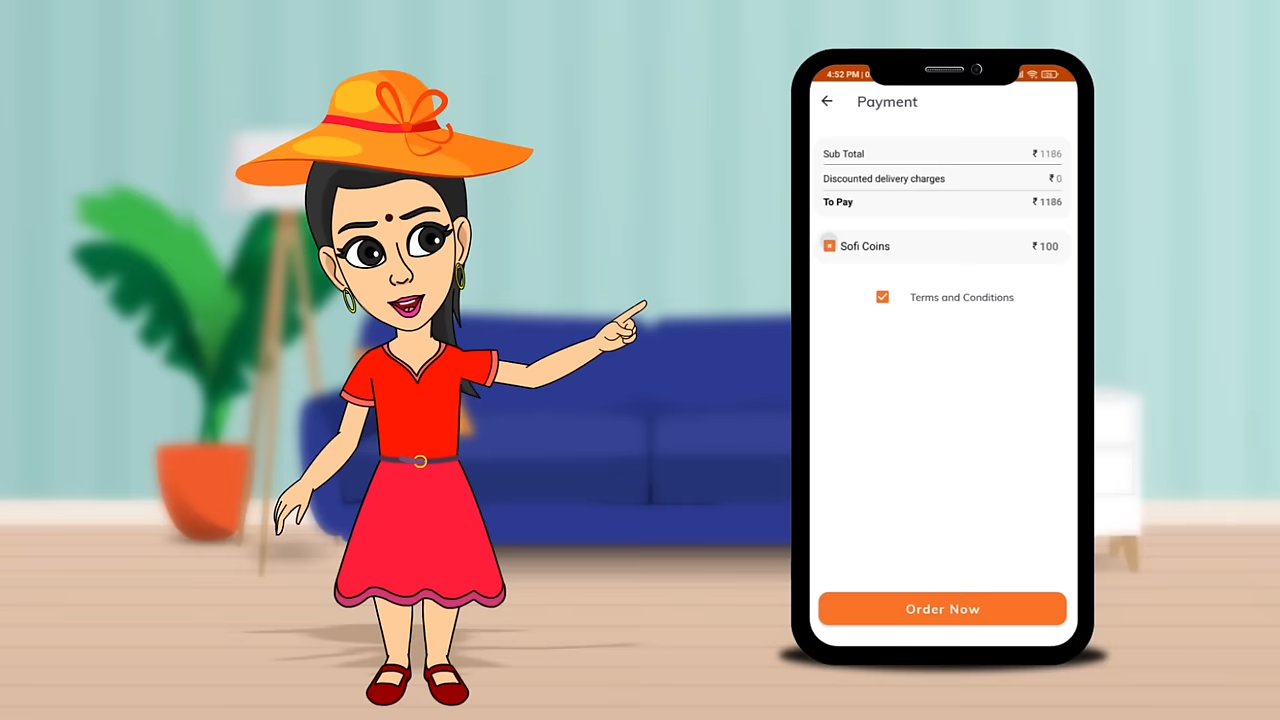 4:52 PM | 0
Payment
Sub Total ₹ 1186
Discounted delivery charges ₹ 0
To Pay ₹ 1186
Sofi Coins ₹ 100
Terms and Conditions
Order Now